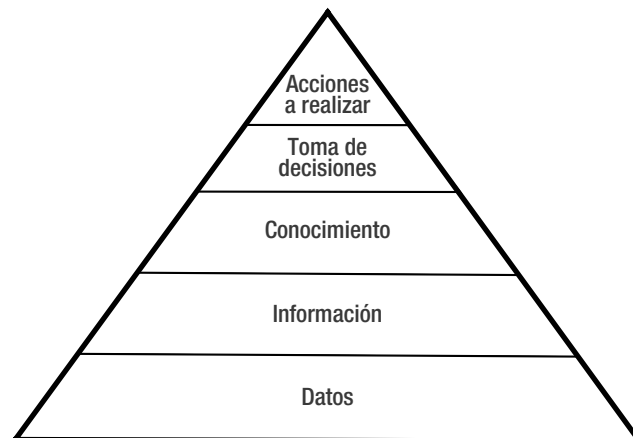 Acciones
a realizar
Toma de
decisiones
Conocimiento
Información
Datos